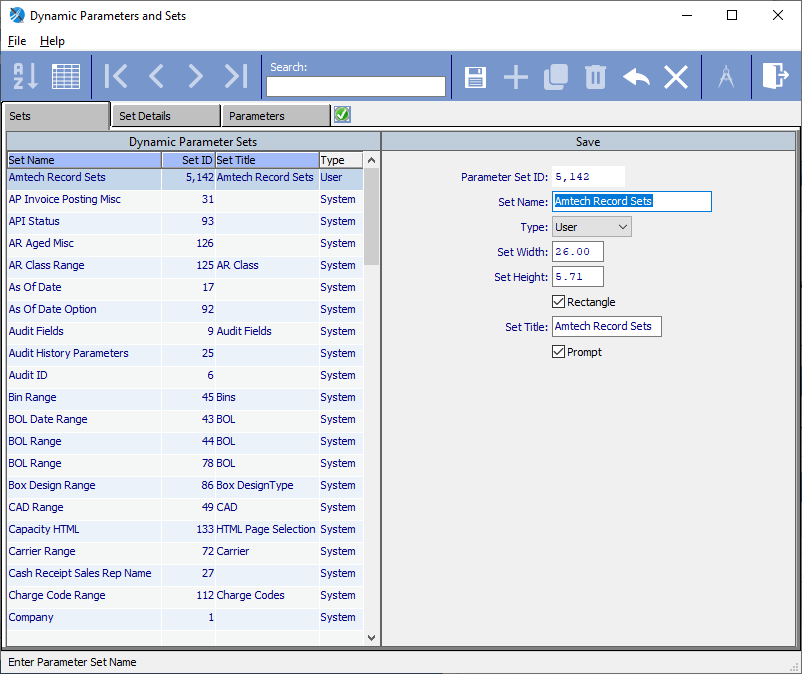 Dynamic Parameters and Sets
File Help
Search:
Sets Set Details Parameters
Dynamic Parameter Sets
Set Name Set ID Set Title Type
Amtech Record Sets 5,142 Amtech Record Sets User
AP Invoice Posting Misc 31 System
API Status 93 System
AR Aged Misc 126 System
AR Class Range 125 AR Class System
As Of Date 17 System
As Of Date Option 92 System
Audit Fields 9 Audit Fields System
Audit History Parameters 25 System
Audit ID 6 System
Bin Range 45 Bins System
BOL Date Range 43 BOL System
BOL Range 44 BOL System
BOL Range 78 BOL System
Box Design Range 86 Box DesignType System
CAD Range 49 CAD System
Capacity HTML 133 HTML Page Selection System
Carrier Range 72 Carrier System
Cash Receipt Sales Rep Name 27 System
Charge Code Range 112 Charge Codes System
Company 1 System
Save
Parameter Set ID: 5,142
Set Name: Amtech Record Sets
Type: User
Set Width: 26.00
Set Height: 5.71
Rectangle
Set Title: Amtech Record Sets
Prompt
Enter Parameter Set Name